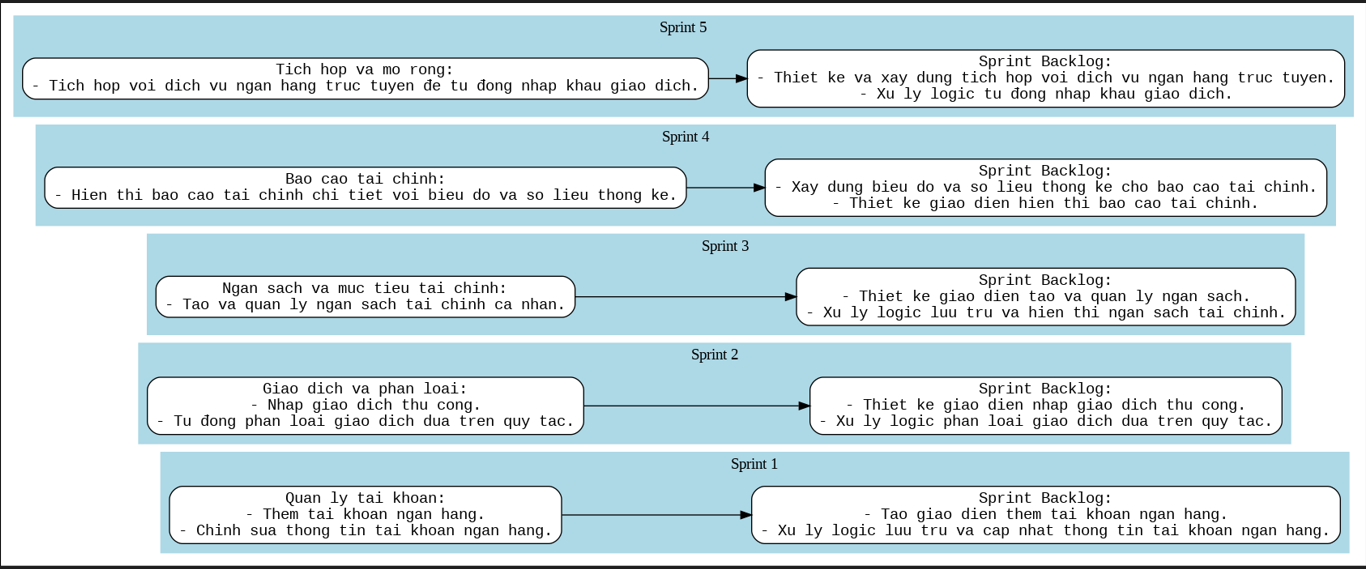 Sprint 5
Tich hop va mo rong:
- Tich hop voi dich vu ngan hang truc tuyen đe tu đong nhap khau giao dich.
Sprint Backlog:
- Thiet ke va xay dung tich hop voi dich vu ngan hang truc tuyen.
- Xu ly logic tu đong nhap khau giao dich.
Sprint 4
Bao cao tai chinh:
- Hien thi bao cao tai chinh chi tiet voi bieu do va so lieu thong ke.
Sprint Backlog:
- Xay dung bieu do va so lieu thong ke cho bao cao tai chinh.
- Thiet ke giao dien hien thi bao cao tai chinh.
Sprint 3
Ngan sach va muc tieu tai chinh:
- Tao va quan ly ngan sach tai chinh ca nhan.
Sprint Backlog:
- Thiet ke giao dien tao va quan ly ngan sach.
- Xu ly logic luu tru va hien thi ngan sach tai chinh.
Sprint 2
Giao dich va phan loai:
- Nhap giao dich thu cong.
- Tu đong phan loai giao dich dua tren quy tac.
Sprint Backlog:
- Thiet ke giao dien nhap giao dich thu cong.
- Xu ly logic phan loai giao dich dua tren quy tac.
Sprint 1
Quan ly tai khoan:
- Them tai khoan ngan hang.
- Chinh sua thong tin tai khoan ngan hang.
Sprint Backlog:
- Tao giao dien them tai khoan ngan hang.
- Xu ly logic luu tru va cap nhat thong tin tai khoan ngan hang.